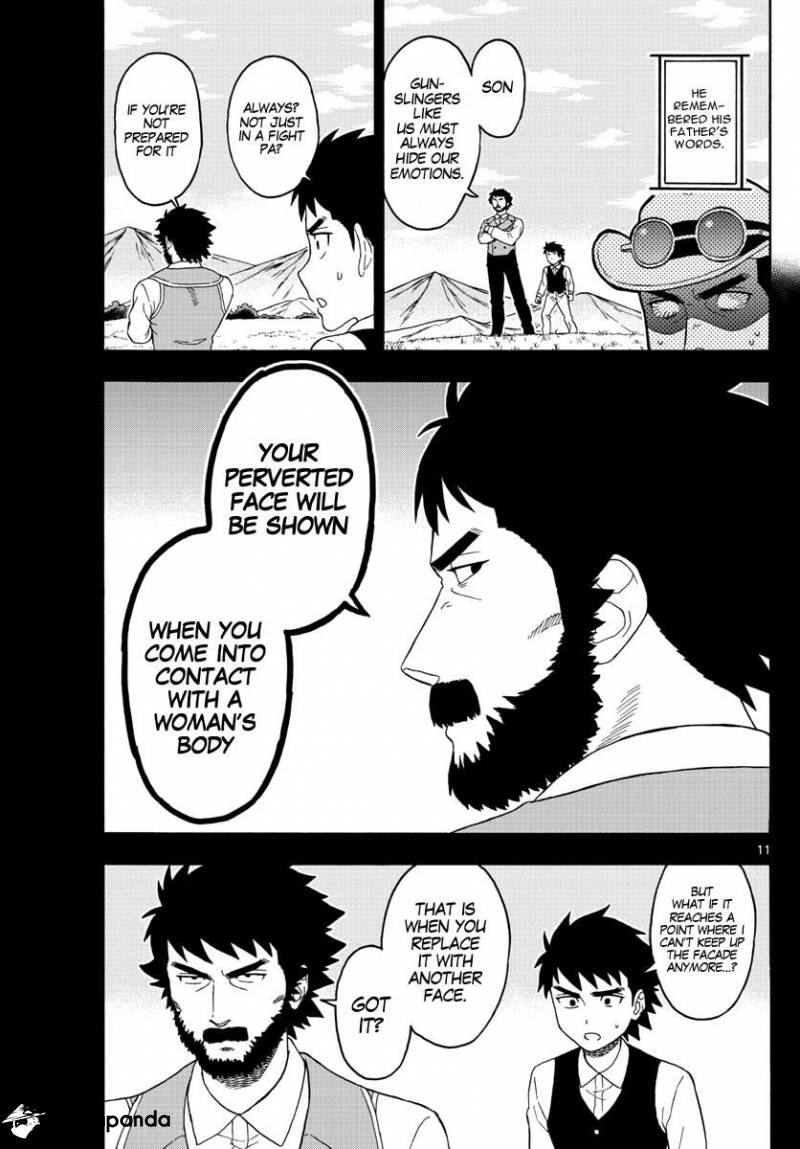 HE
REMEM-
BERED HIS
FATHER'S
WORDS.
SON
GUN-
SLINGERS
LIKE
US MUST
ALWAYS
HIDE OUR
EMOTIONS.
ALWAYS?
NOT JUST
IN A FIGHT
PA?
IF YOU'RE
NOT
PREPARED
FOR IT
YOUR
PERVERTED
FACE WILL
BE SHOWN
WHEN YOU
COME INTO
CONTACT
WITH A
WOMAN'S
BODY
11
BUT
WHAT IF IT
REACHES A
POINT WHERE I
CAN'T KEEP UP
THE FACADE
ANYMORE...?
THAT IS
WHEN YOU
REPLACE
IT WITH
ANOTHER
FACE.
GOT
IT?